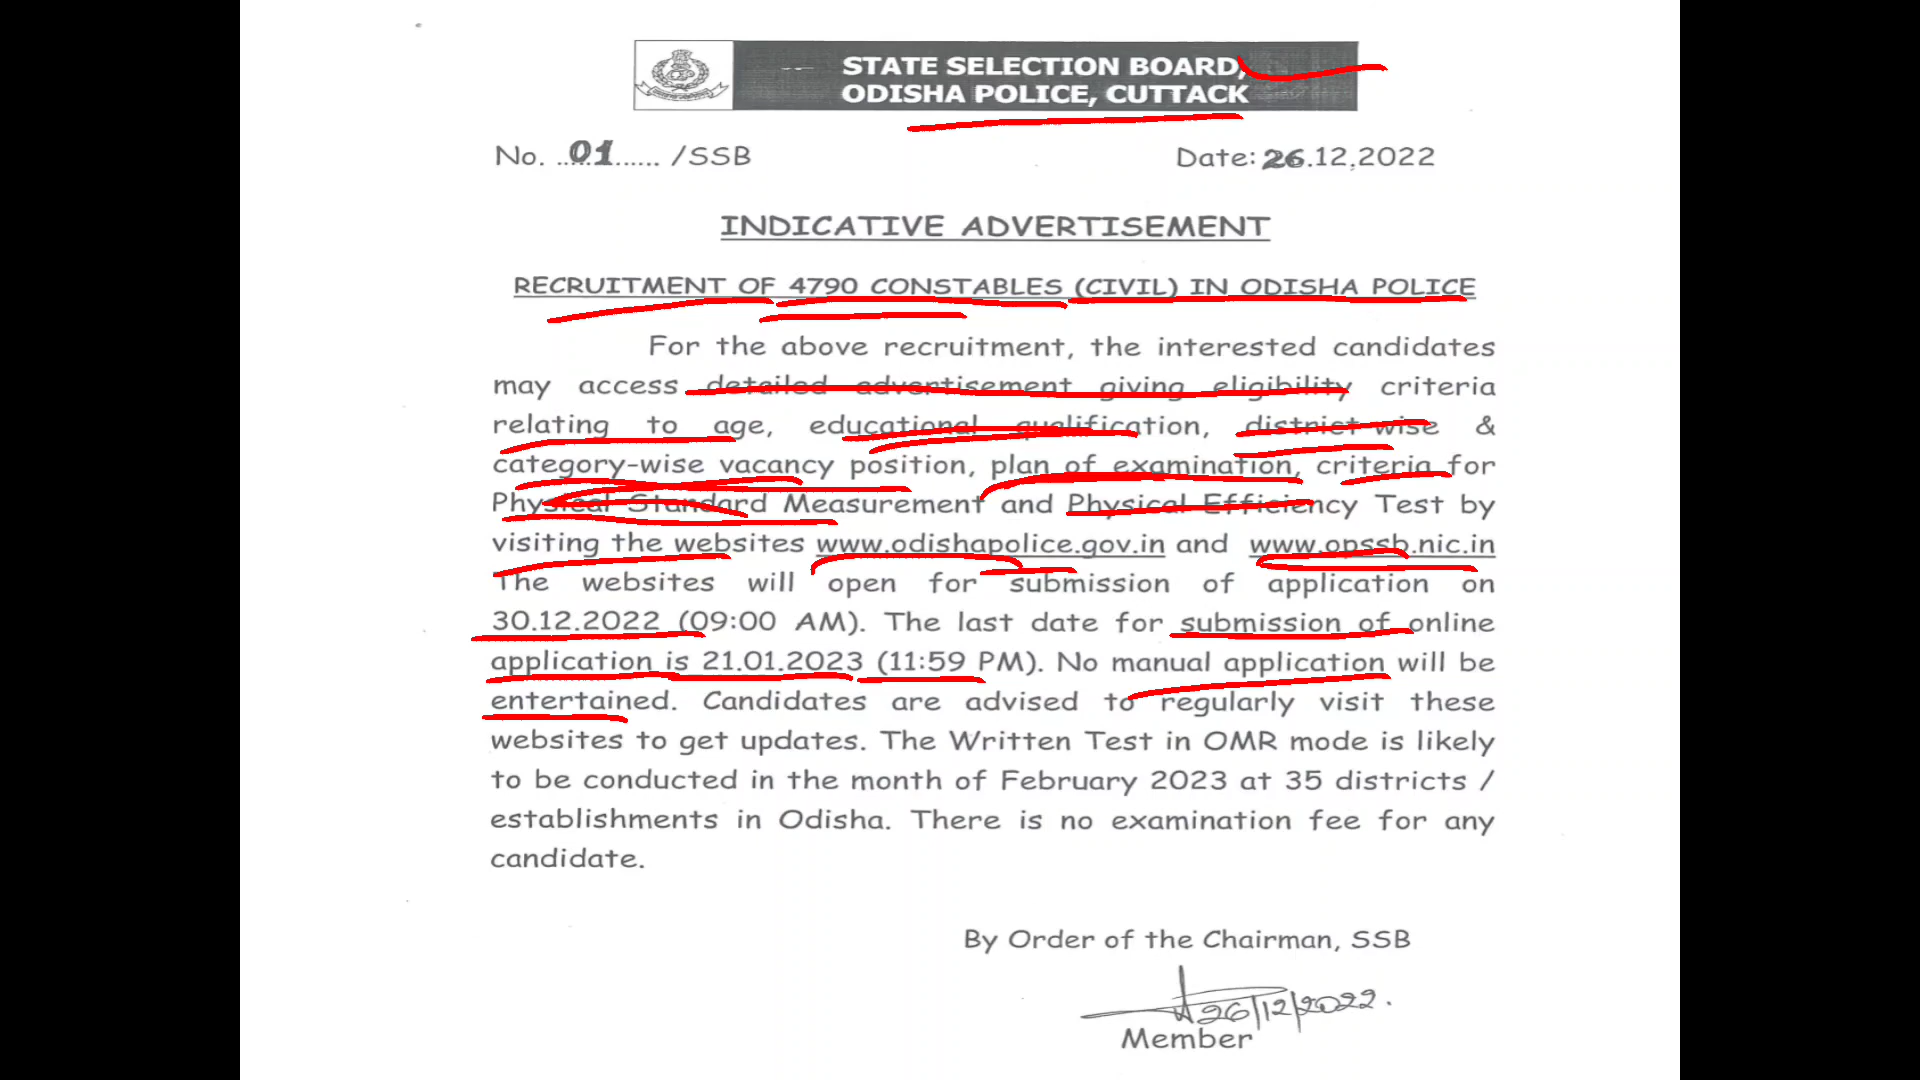 STATE SELECTION BOARD,
ODISHA POLICE, CUTTACK
No. .....01...... /SSB
Date: 26.12.2022
INDICATIVE ADVERTISEMENT
RECRUITMENT OF 4790 CONSTABLES (CIVIL) IN ODISHA POLICE
For the above recruitment, the interested candidates
may access detailed advertisement giving eligibility criteria
relating to age, educational qualification, district-wise &
category-wise vacancy position, plan of examination, criteria for
Physical Standard Measurement and Physical Efficiency Test by
visiting the websites www.odishapolice.gov.in and www.opssb.nic.in
The websites will open for submission of application on
30.12.2022 (09:00 AM). The last date for submission of online
application is 21.01.2023 (11:59 PM). No manual application will be
entertained. Candidates are advised to regularly visit these
websites to get updates. The Written Test in OMR mode is likely
to be conducted in the month of February 2023 at 35 districts /
establishments in Odisha. There is no examination fee for any
candidate.
By Order of the Chairman, SSB
26/12/2022.
Member